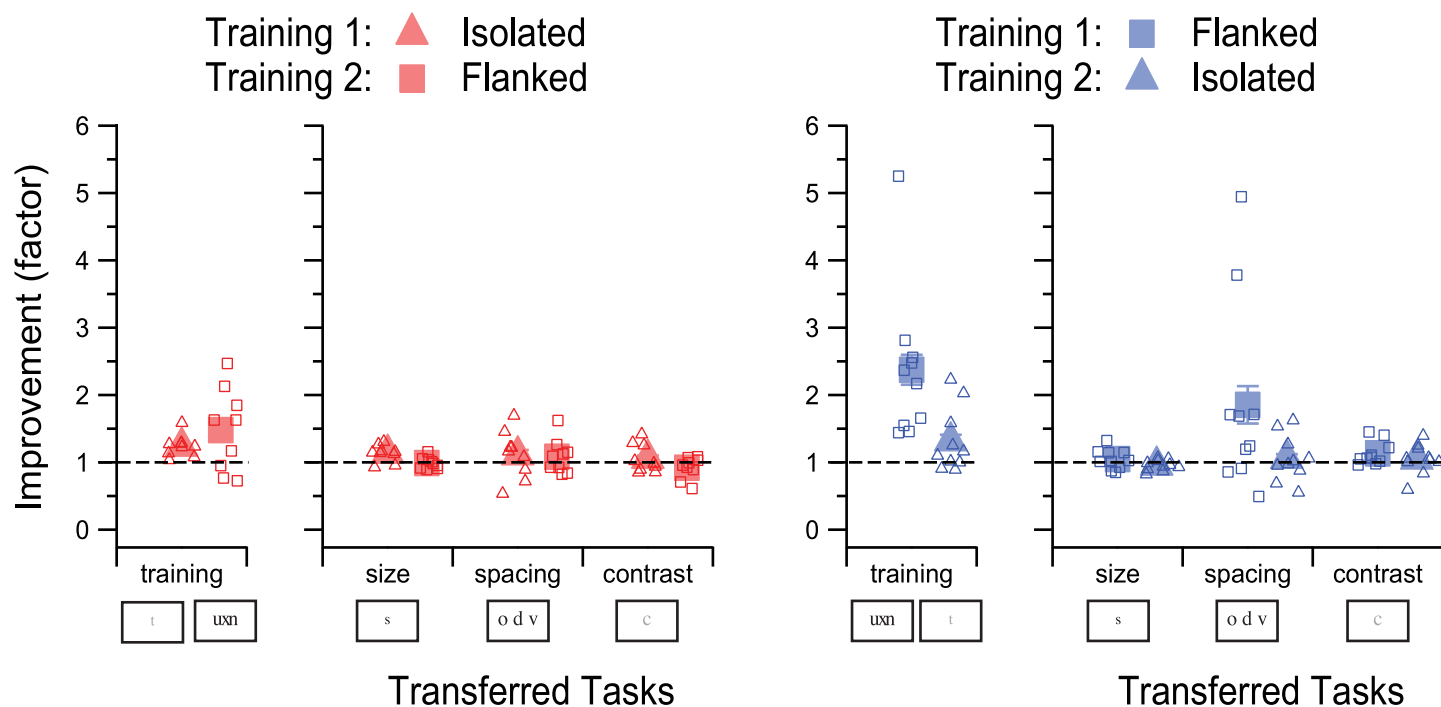 Training 1: Isolated
Training 2: Flanked
Training 1: Flanked
Training 2: Isolated
Improvement (factor)
6
5
4
3
2
1
0
training
size
spacing
contrast
t
uxn
s
o d v
c
Transferred Tasks
6
5
4
3
2
1
0
training
size
spacing
contrast
uxn
t
s
o d v
c
Transferred Tasks